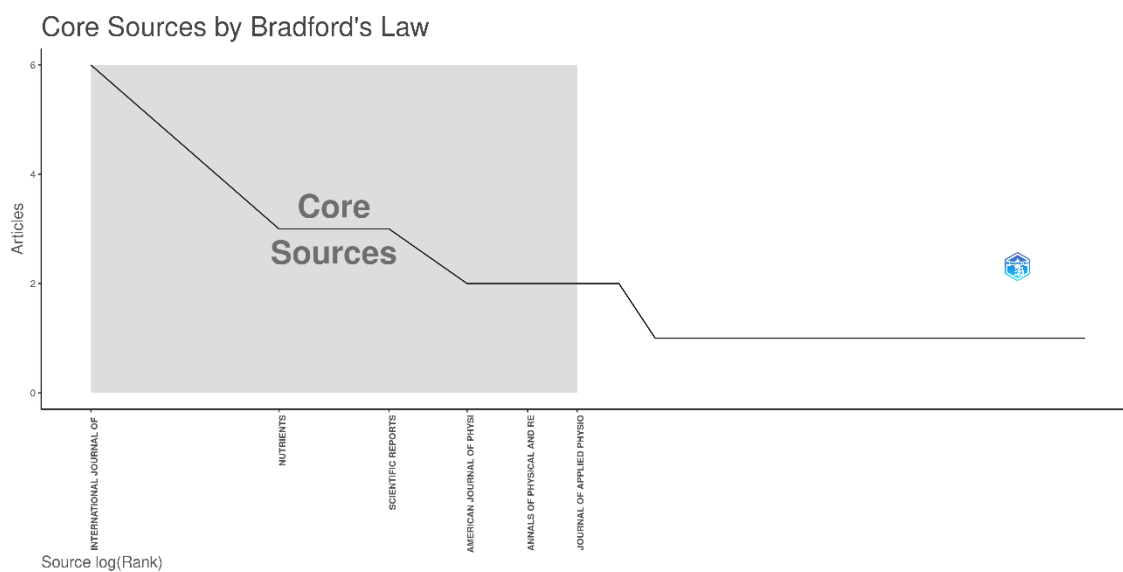 Core Sources by Bradford's Law
6
4
2
0
Articles
Core
Sources
INTERNATIONAL JOURNAL OF
NUTRIENTS
SCIENTIFIC REPORTS
AMERICAN JOURNAL OF PHYSI
ANNALS OF PHYSICAL AND RE
JOURNAL OF APPLIED PHYSIO
Source log(Rank)